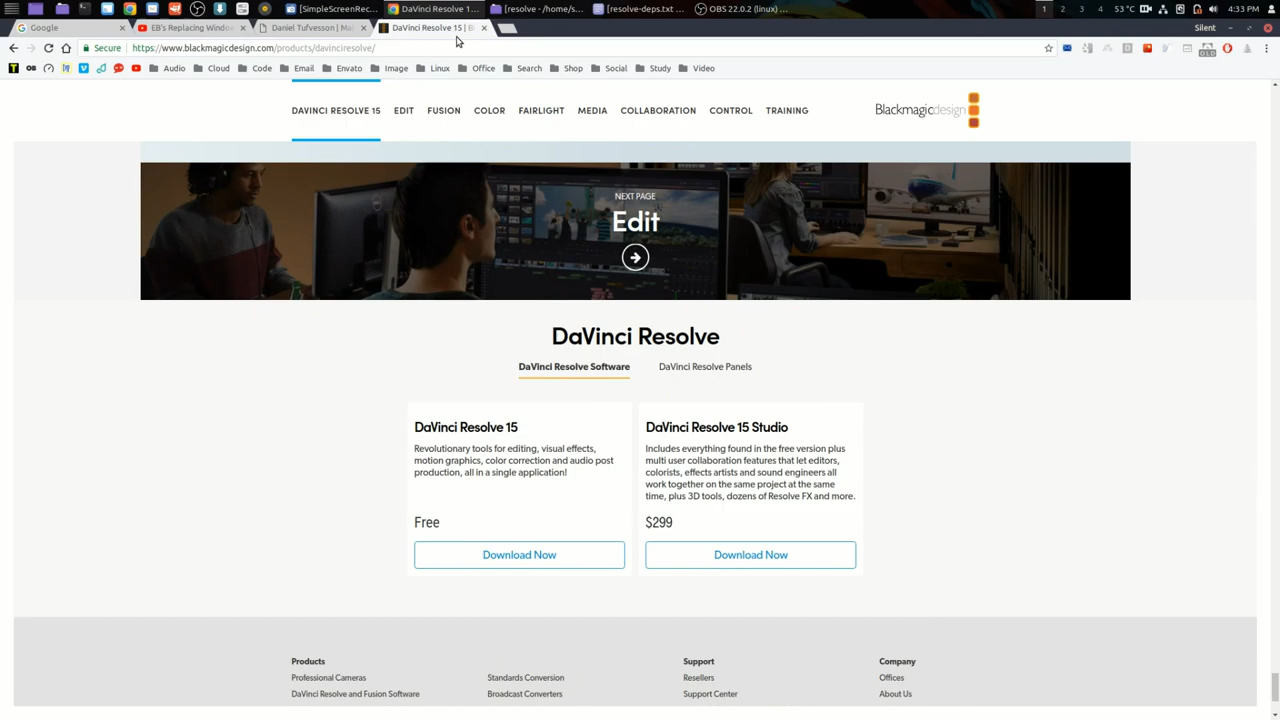 [SimpleScreenRec...
DaVinci Resolve 1...
[resolve - /home/s...
[resolve-deps.txt ...
OBS 22.0.2 (linux) ...
1 2 3 4 53°C
4:33 PM
Google
EB's Replacing Windo
Daniel Tufvesson | Ma
DaVinci Resolve 15 | B
Silent
Secure
https://www.blackmagicdesign.com/products/davinciresolve/
Audio
Cloud
Code
Email
Envato
Image
Linux
Office
Search
Shop
Social
Study
Video
DAVINCI RESOLVE 15
EDIT
FUSION
COLOR
FAIRLIGHT
MEDIA
COLLABORATION
CONTROL
TRAINING
Blackmagicdesign
NEXT PAGE
Edit
DaVinci Resolve
DaVinci Resolve Software
DaVinci Resolve Panels
DaVinci Resolve 15
Revolutionary tools for editing, visual effects,
motion graphics, color correction and audio post
production, all in a single application!
Free
Download Now
DaVinci Resolve 15 Studio
Includes everything found in the free version plus
multi user collaboration features that let editors,
colorists, effects artists and sound engineers all
work together on the same project at the same
time, plus 3D tools, dozens of Resolve FX and more.
$299
Download Now
Products
Professional Cameras
DaVinci Resolve and Fusion Software
Standards Conversion
Broadcast Converters
Support
Resellers
Support Center
Company
Offices
About Us